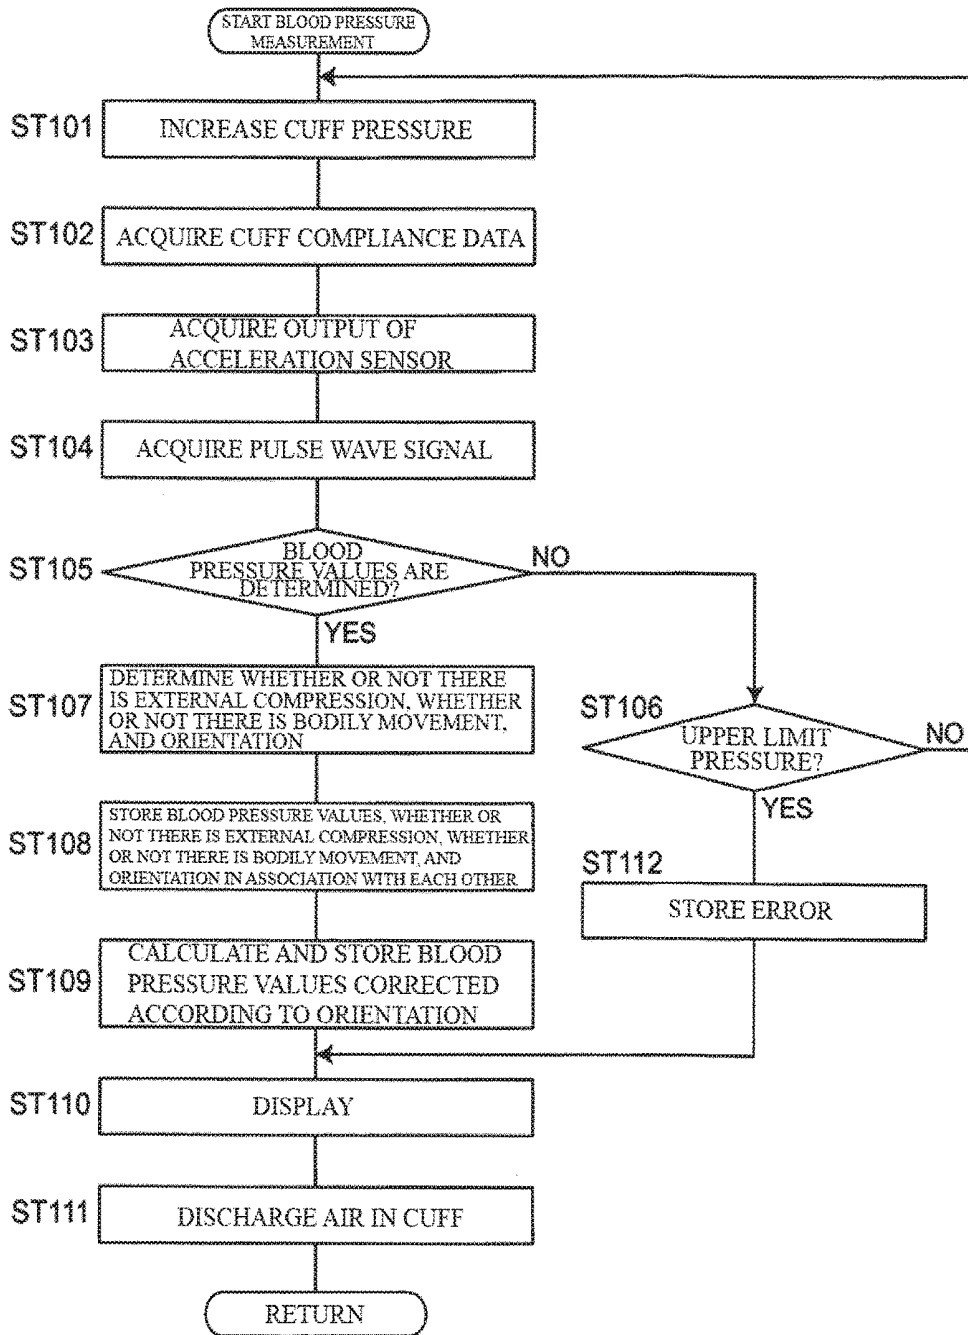 START BLOOD PRESSURE
MEASUREMENT
ST101
INCREASE CUFF PRESSURE
ST102
ACQUIRE CUFF COMPLIANCE DATA
ST103
ACQUIRE OUTPUT OF
ACCELERATION SENSOR
ST104
ACQUIRE PULSE WAVE SIGNAL
ST105
BLOOD
PRESSURE VALUES ARE
DETERMINED?
NO
YES
ST107
DETERMINE WHETHER OR NOT THERE
IS EXTERNAL COMPRESSION, WHETHER
OR NOT THERE IS BODILY MOVEMENT,
AND ORIENTATION
ST106
UPPER LIMIT
PRESSURE?
NO
YES
ST108
STORE BLOOD PRESSURE VALUES, WHETHER OR
NOT THERE IS EXTERNAL COMPRESSION, WHETHER
OR NOT THERE IS BODILY MOVEMENT, AND
ORIENTATION IN ASSOCIATION WITH EACH OTHER
ST112
STORE ERROR
ST109
CALCULATE AND STORE BLOOD
PRESSURE VALUES CORRECTED
ACCORDING TO ORIENTATION
ST110
DISPLAY
ST111
DISCHARGE AIR IN CUFF
RETURN